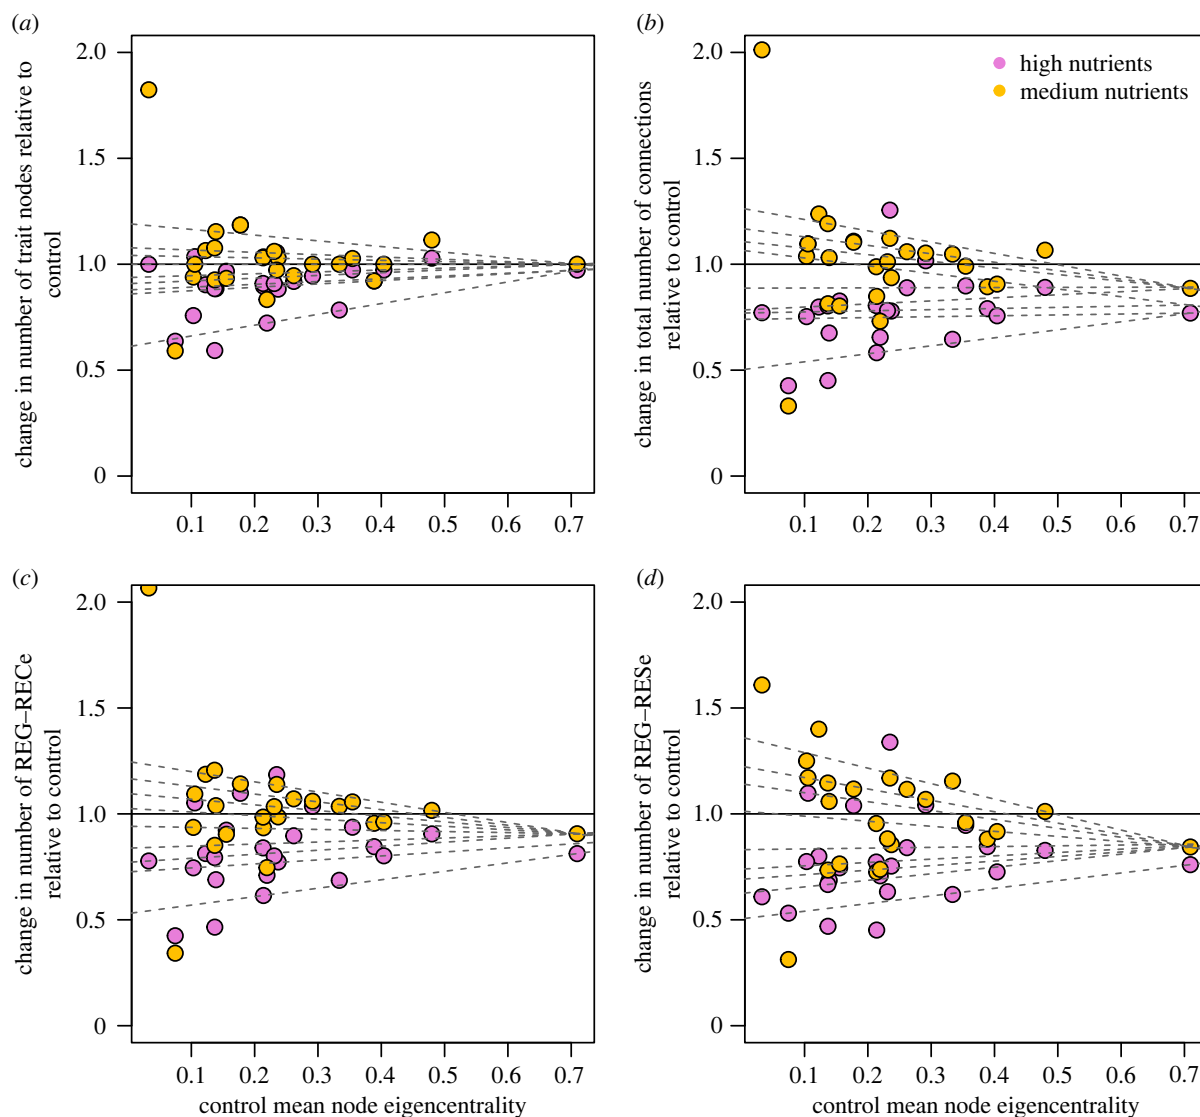 (a)
change in number of trait nodes relative to
control
2.0
1.5
1.0
0.5
0
0.1 0.2 0.3 0.4 0.5 0.6 0.7
(b)
change in total number of connections
relative to control
2.0
1.5
1.0
0.5
0
high nutrients
medium nutrients
0.1 0.2 0.3 0.4 0.5 0.6 0.7
(c)
change in number of REG–RECe
relative to control
2.0
1.5
1.0
0.5
0
0.1 0.2 0.3 0.4 0.5 0.6 0.7
control mean node eigencentrality
(d)
change in number of REG–RESe
relative to control
2.0
1.5
1.0
0.5
0
0.1 0.2 0.3 0.4 0.5 0.6 0.7
control mean node eigencentrality